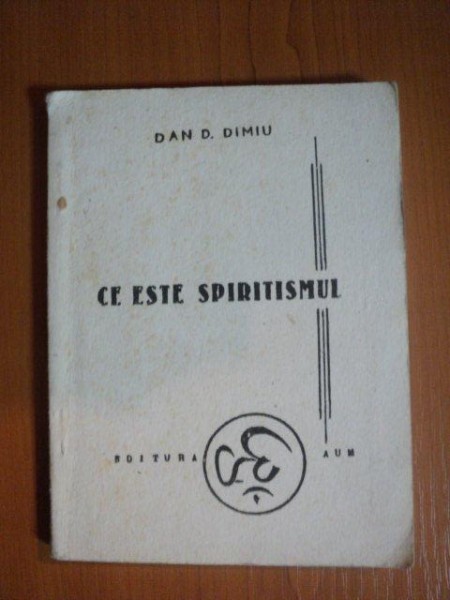 DAN D. DIMIU
CE ESTE SPIRITISMUL
EDITURA AUM